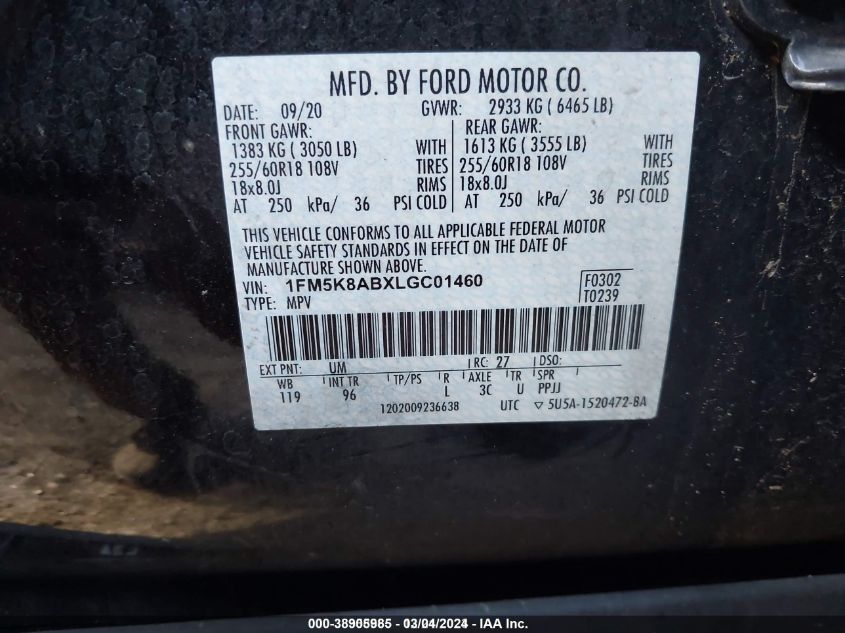 MFD. BY FORD MOTOR CO.
DATE: 09/20 GVWR: 2933 KG ( 6465 LB)
FRONT GAWR: REAR GAWR:
1383 KG ( 3050 LB) WITH 1613 KG ( 3555 LB) WITH
255/60R18 108V TIRES 255/60R18 108V TIRES
18x8.0J RIMS 18x8.0J RIMS
AT 250 kPa/ 36 PSI COLD AT 250 kPa/ 36 PSI COLD
THIS VEHICLE CONFORMS TO ALL APPLICABLE FEDERAL MOTOR
VEHICLE SAFETY STANDARDS IN EFFECT ON THE DATE OF
MANUFACTURE SHOWN ABOVE.
VIN: 1FM5K8ABXLGC01460 F0302
TYPE: MPV T0239
EXT PNT: UM RC: 27 DSO:
WB INT TR TP/PS R AXLE TR SPR
119 96 L 3C U PPJJ
1202009236638 UTC ▽ 5U5A-1520472-BA
000-38905985 - 03/04/2024 - IAA Inc.